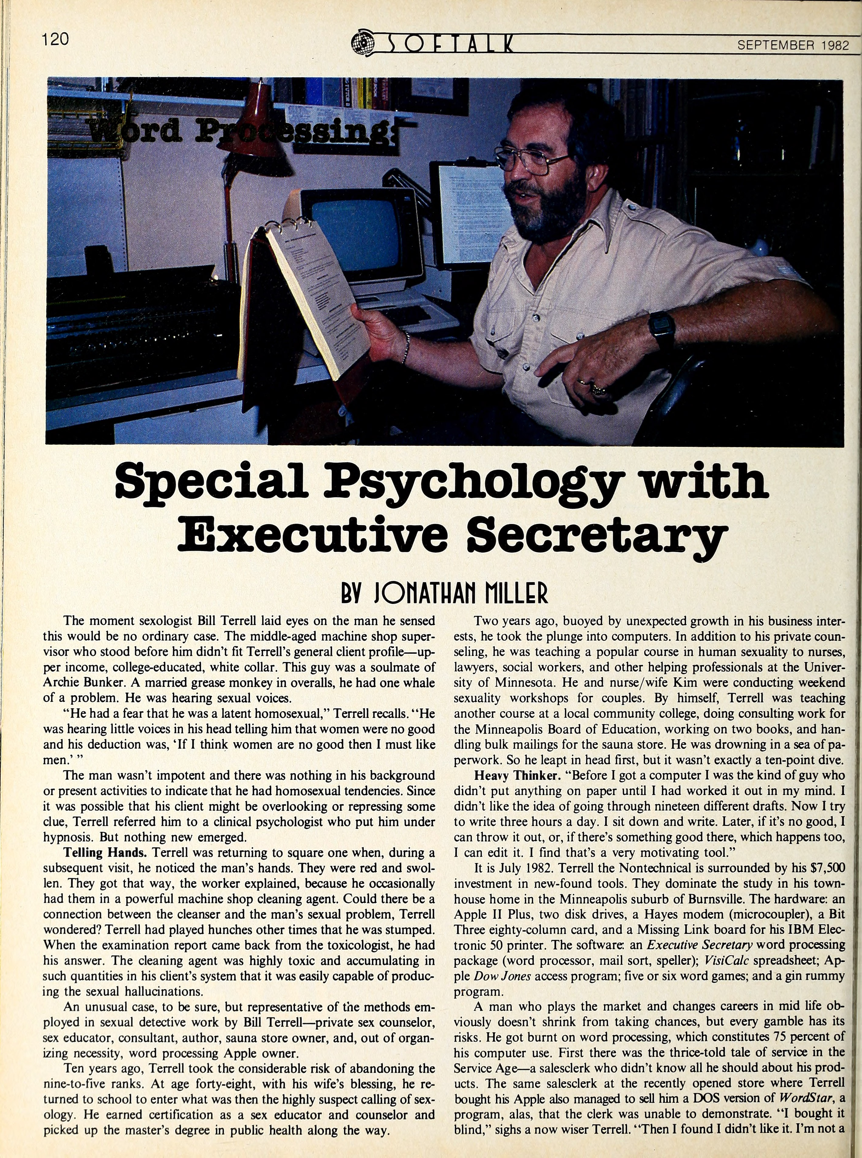 120
SOFTALK
SEPTEMBER 1982
Word Processing:
Special Psychology with
Executive Secretary
BY JONATHAN MILLER
The moment sexologist Bill Terrell laid eyes on the man he sensed
this would be no ordinary case. The middle-aged machine shop super-
visor who stood before him didn't fit Terrell's general client profile—up-
per income, college-educated, white collar. This guy was a soulmate of
Archie Bunker. A married grease monkey in overalls, he had one whale
of a problem. He was hearing sexual voices.
"He had a fear that he was a latent homosexual," Terrell recalls. "He
was hearing little voices in his head telling him that women were no good
and his deduction was, 'If I think women are no good then I must like
men.' "
The man wasn't impotent and there was nothing in his background
or present activities to indicate that he had homosexual tendencies. Since
it was possible that his client might be overlooking or repressing some
clue, Terrell referred him to a clinical psychologist who put him under
hypnosis. But nothing new emerged.
Telling Hands. Terrell was returning to square one when, during a
subsequent visit, he noticed the man's hands. They were red and swol-
len. They got that way, the worker explained, because he occasionally
had them in a powerful machine shop cleaning agent. Could there be a
connection between the cleanser and the man's sexual problem, Terrell
wondered? Terrell had played hunches other times that he was stumped.
When the examination report came back from the toxicologist, he had
his answer. The cleaning agent was highly toxic and accumulating in
such quantities in his client's system that it was easily capable of produc-
ing the sexual hallucinations.
An unusual case, to be sure, but representative of the methods em-
ployed in sexual detective work by Bill Terrell—private sex counselor,
sex educator, consultant, author, sauna store owner, and, out of organ-
izing necessity, word processing Apple owner.
Ten years ago, Terrell took the considerable risk of abandoning the
nine-to-five ranks. At age forty-eight, with his wife's blessing, he re-
turned to school to enter what was then the highly suspect calling of sex-
ology. He earned certification as a sex educator and counselor and
picked up the master's degree in public health along the way.
Two years ago, buoyed by unexpected growth in his business inter-
ests, he took the plunge into computers. In addition to his private coun-
seling, he was teaching a popular course in human sexuality to nurses,
lawyers, social workers, and other helping professionals at the Univer-
sity of Minnesota. He and nurse/wife Kim were conducting weekend
sexuality workshops for couples. By himself, Terrell was teaching
another course at a local community college, doing consulting work for
the Minneapolis Board of Education, working on two books, and han-
dling bulk mailings for the sauna store. He was drowning in a sea of pa-
perwork. So he leapt in head first, but it wasn't exactly a ten-point dive.
Heavy Thinker. "Before I got a computer I was the kind of guy who
didn't put anything on paper until I had worked it out in my mind. I
didn't like the idea of going through nineteen different drafts. Now I try
to write three hours a day. I sit down and write. Later, if it's no good, I
can throw it out, or, if there's something good there, which happens too,
I can edit it. I find that's a very motivating tool."
It is July 1982. Terrell the Nontechnical is surrounded by his $7,500
investment in new-found tools. They dominate the study in his town-
house home in the Minneapolis suburb of Burnsville. The hardware: an
Apple II Plus, two disk drives, a Hayes modem (microcoupler), a Bit
Three eighty-column card, and a Missing Link board for his IBM Elec-
tronic 50 printer. The software: an Executive Secretary word processing
package (word processor, mail sort, speller); VisiCalc spreadsheet; Ap-
ple Dow Jones access program; five or six word games; and a gin rummy
program.
A man who plays the market and changes careers in mid life ob-
viously doesn't shrink from taking chances, but every gamble has its
risks. He got burnt on word processing, which constitutes 75 percent of
his computer use. First there was the thrice-told tale of service in the
Service Age—a salesclerk who didn't know all he should about his prod-
ucts. The same salesclerk at the recently opened store where Terrell
bought his Apple also managed to sell him a DOS version of WordStar, a
program, alas, that the clerk was unable to demonstrate. "I bought it
blind," sighs a now wiser Terrell. "Then I found I didn't like it. I'm not a